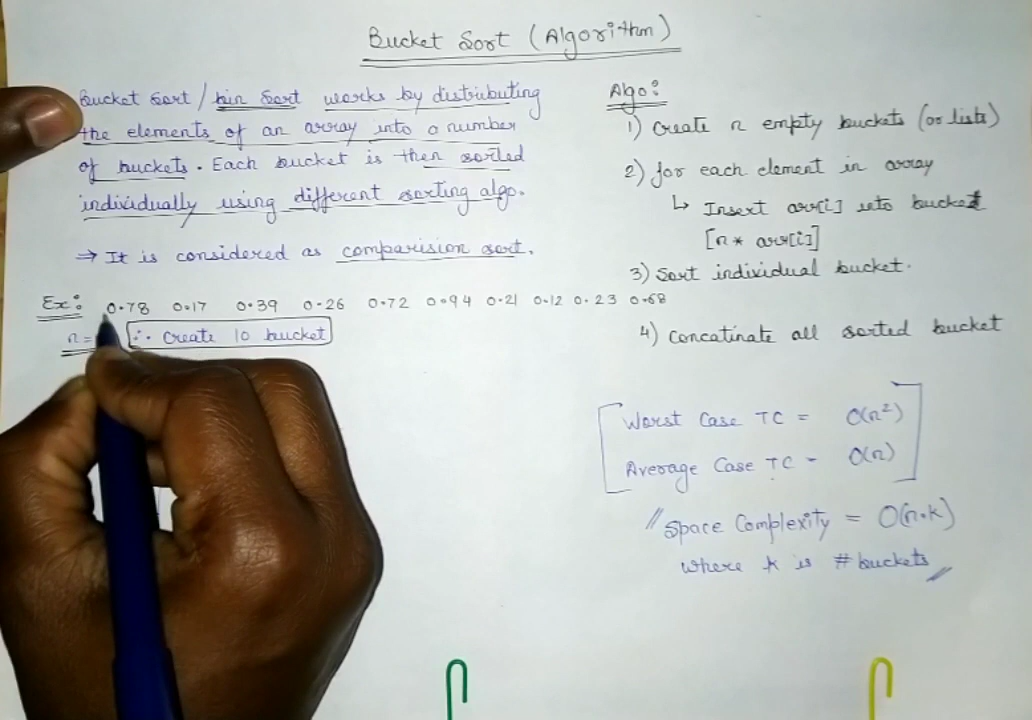 Bucket Sort (Algorithm)
Bucket Sort / bin Sort works by distributing
the elements of an array into a number
of buckets. Each bucket is then sorted
individually using different sorting algo.
⇒ It is considered as comparision sort.
Ex: 0.78 0.17 0.39 0.26 0.72 0.94 0.21 0.12 0.23 0.68
n =
∴ Create 10 bucket
Algo:
1) Create n empty buckets (or lists)
2) for each element in array
↳ Insert arr[i] into bucket
[n * arr[i]]
3) Sort individual bucket.
4) Concatinate all sorted bucket
Worst Case TC = O(n²)
Average Case TC = O(n)
// Space Complexity = O(n·k)
where k is # buckets //